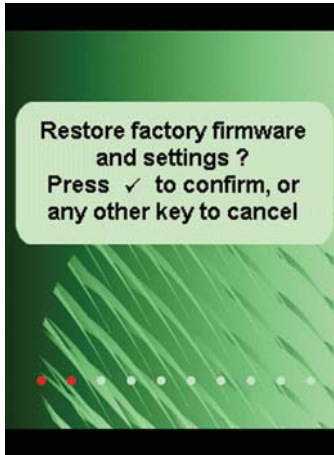 Restore factory firmware
and settings ?
Press ✓ to confirm, or
any other key to cancel